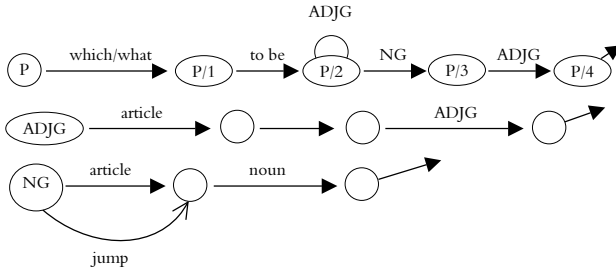 ADJG
which/what to be NG ADJG
P P/1 P/2 P/3 P/4
article ADJG
ADJG
article noun
NG
jump